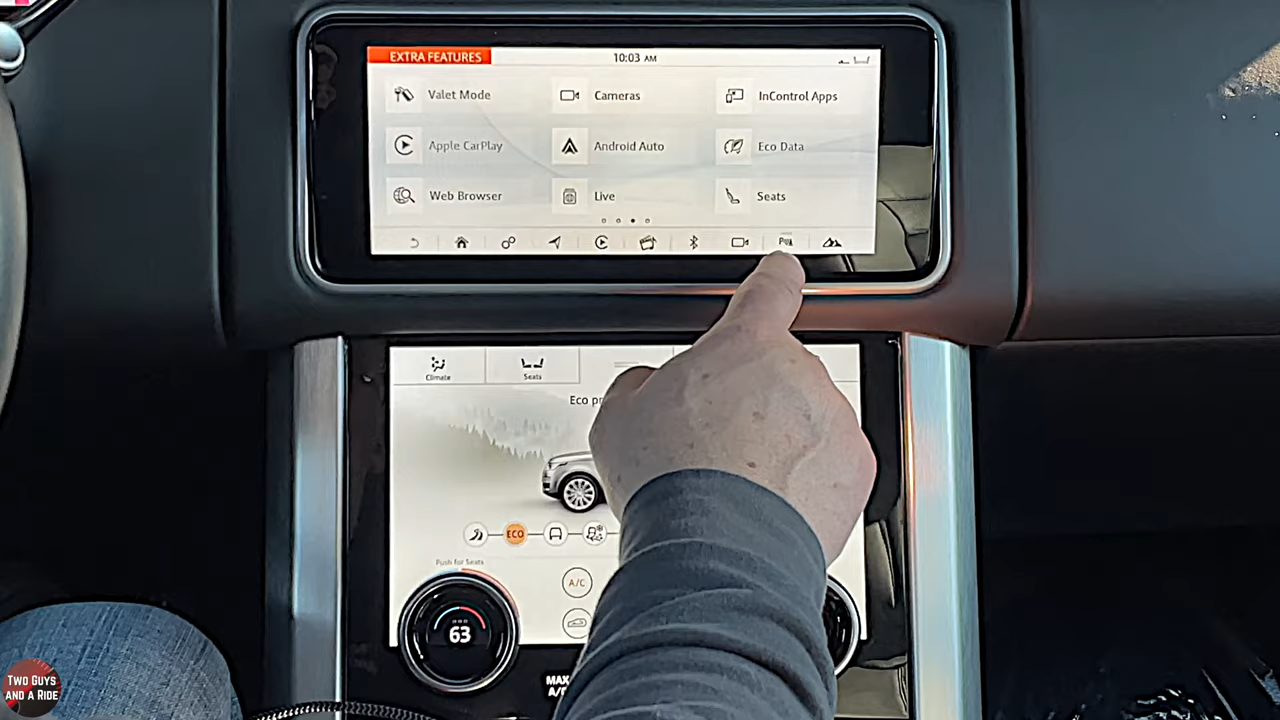 EXTRA FEATURES
10:03 AM
Valet Mode
Cameras
InControl Apps
Apple CarPlay
Android Auto
Eco Data
Web Browser
Live
Seats
Climate
Seats
Eco
ECO
Push for Seats
A/C
63
MAX
TWO GUYS
AND A RIDE